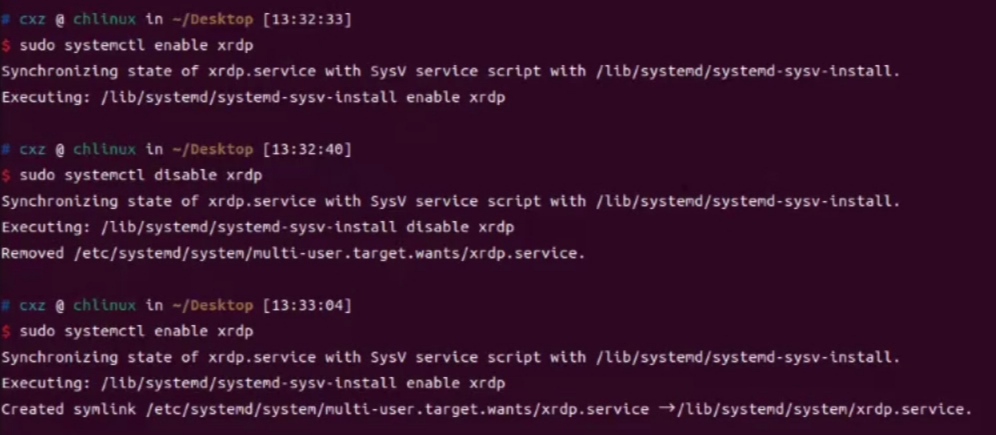 # cxz @ chlinux in ~/Desktop [13:32:33]
$ sudo systemctl enable xrdp
Synchronizing state of xrdp.service with SysV service script with /lib/systemd/systemd-sysv-install.
Executing: /lib/systemd/systemd-sysv-install enable xrdp
# cxz @ chlinux in ~/Desktop [13:32:40]
$ sudo systemctl disable xrdp
Synchronizing state of xrdp.service with SysV service script with /lib/systemd/systemd-sysv-install.
Executing: /lib/systemd/systemd-sysv-install disable xrdp
Removed /etc/systemd/system/multi-user.target.wants/xrdp.service.
# cxz @ chlinux in ~/Desktop [13:33:04]
$ sudo systemctl enable xrdp
Synchronizing state of xrdp.service with SysV service script with /lib/systemd/systemd-sysv-install.
Executing: /lib/systemd/systemd-sysv-install enable xrdp
Created symlink /etc/systemd/system/multi-user.target.wants/xrdp.service →/lib/systemd/system/xrdp.service.